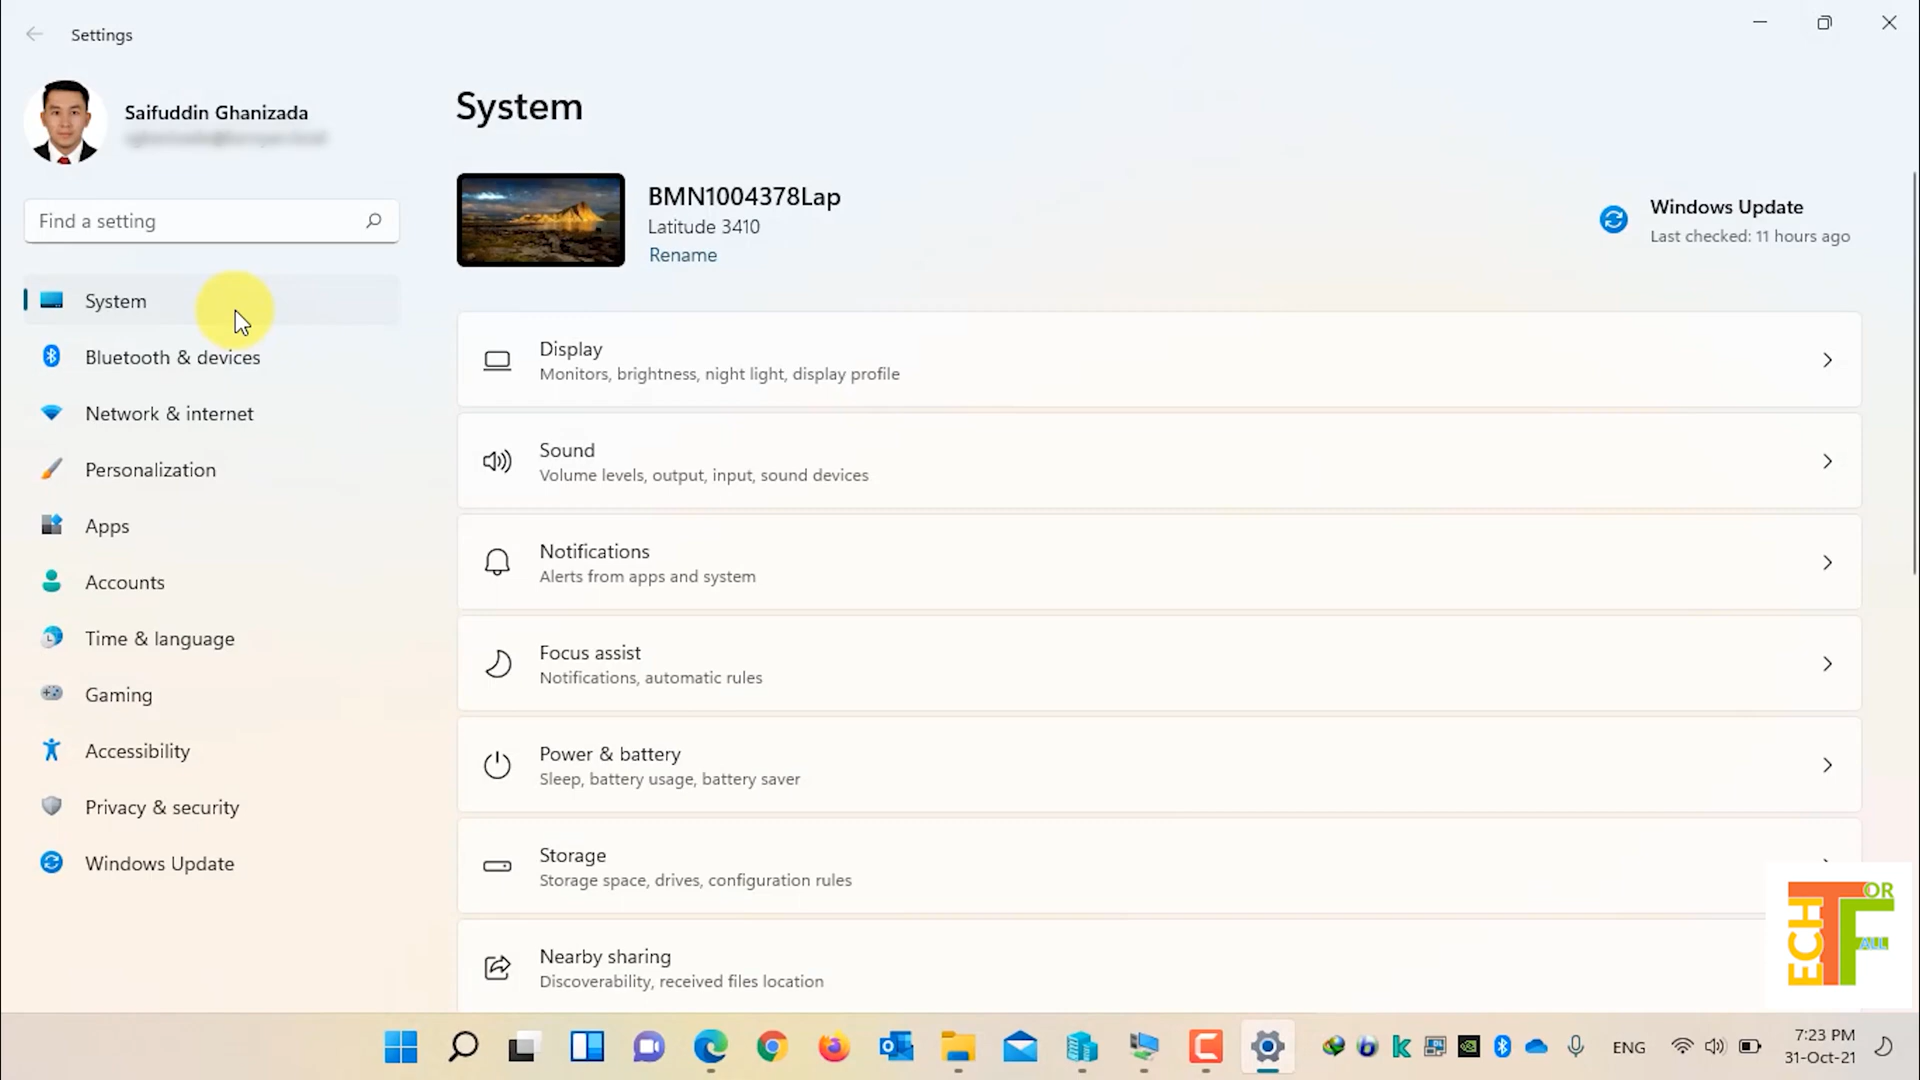 Settings
Saifuddin Ghanizada
Find a setting
System
Bluetooth & devices
Network & internet
Personalization
Apps
Accounts
Time & language
Gaming
Accessibility
Privacy & security
Windows Update
System
BMN1004378Lap
Latitude 3410
Rename
Windows Update
Last checked: 11 hours ago
Display
Monitors, brightness, night light, display profile
Sound
Volume levels, output, input, sound devices
Notifications
Alerts from apps and system
Focus assist
Notifications, automatic rules
Power & battery
Sleep, battery usage, battery saver
Storage
Storage space, drives, configuration rules
Nearby sharing
Discoverability, received files location
TECH
FOR
ALL
ENG
7:23 PM
31-Oct-21